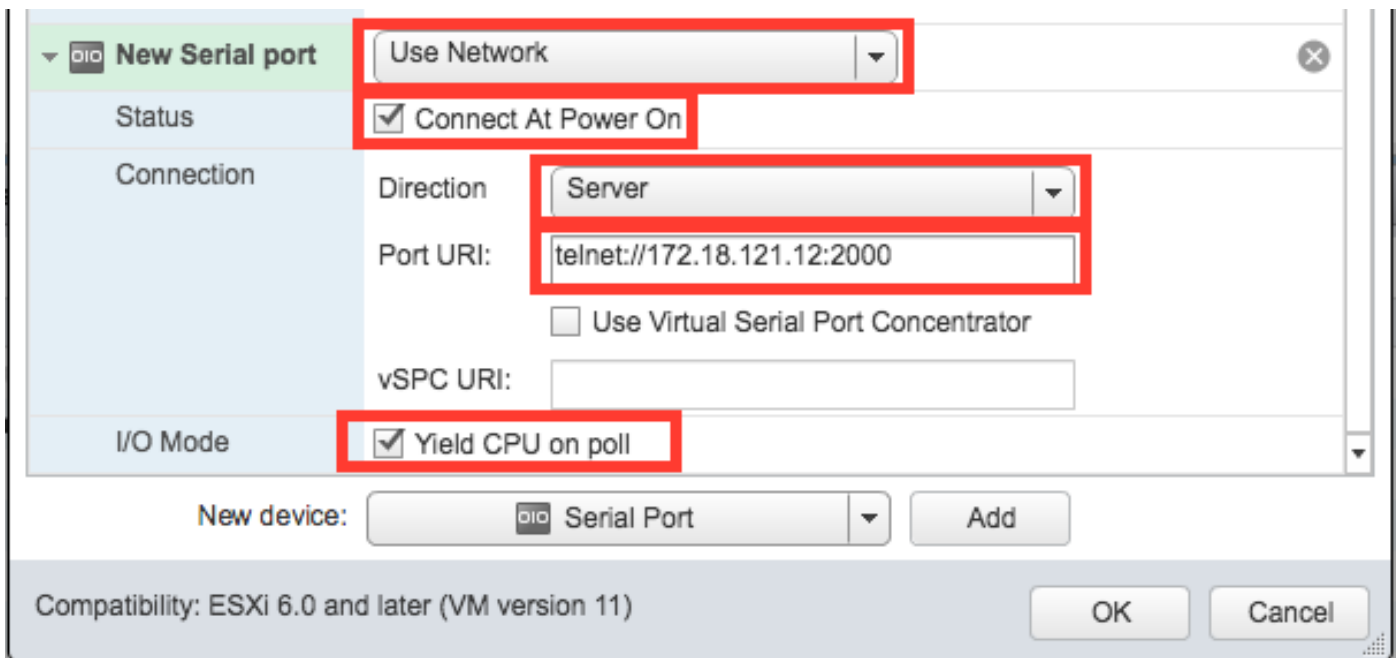 New Serial port Use Network
Status Connect At Power On
Connection Direction Server
Port URI: telnet://172.18.121.12:2000
Use Virtual Serial Port Concentrator
vSPC URI:
I/O Mode Yield CPU on poll
New device: Serial Port Add
Compatibility: ESXi 6.0 and later (VM version 11) OK Cancel